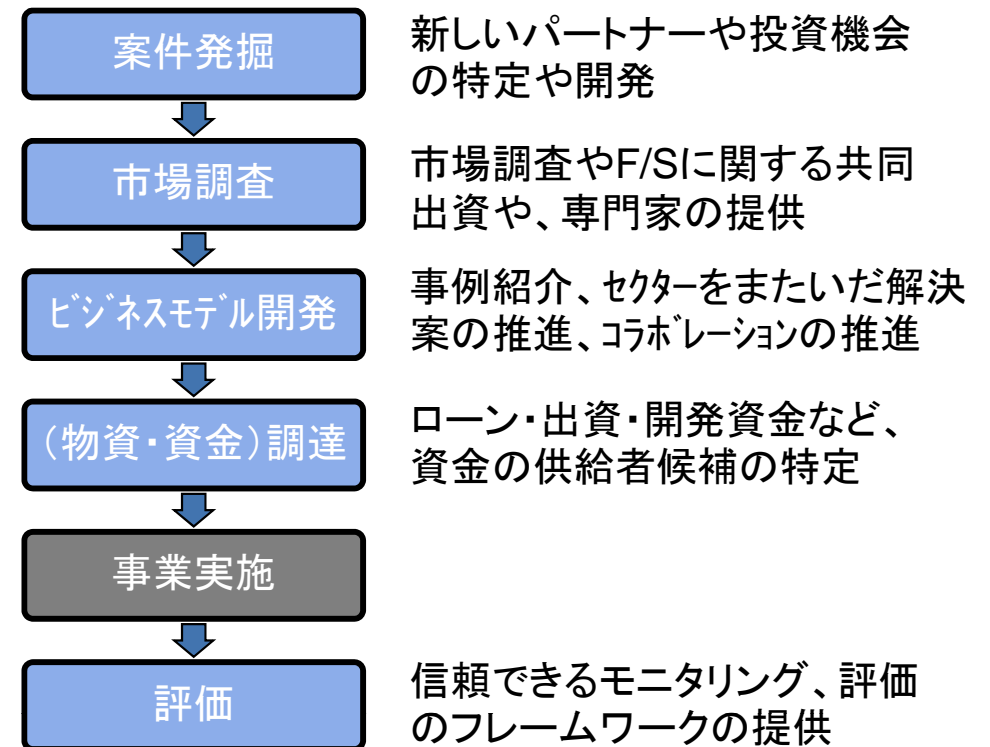 案件発掘
新しいパートナーや投資機会
の特定や開発
市場調査
市場調査やF/Sに関する共同
出資や、専門家の提供
ﾋﾞｼﾞﾈｽﾓﾃﾞﾙ開発
事例紹介、ｾｸﾀｰをまたいだ解決
案の推進、ｺﾗﾎﾞﾚｰｼｮﾝの推進
(物資・資金)調達
ローン・出資・開発資金など、
資金の供給者候補の特定
事業実施
評価
信頼できるモニタリング、評価
のフレームワークの提供